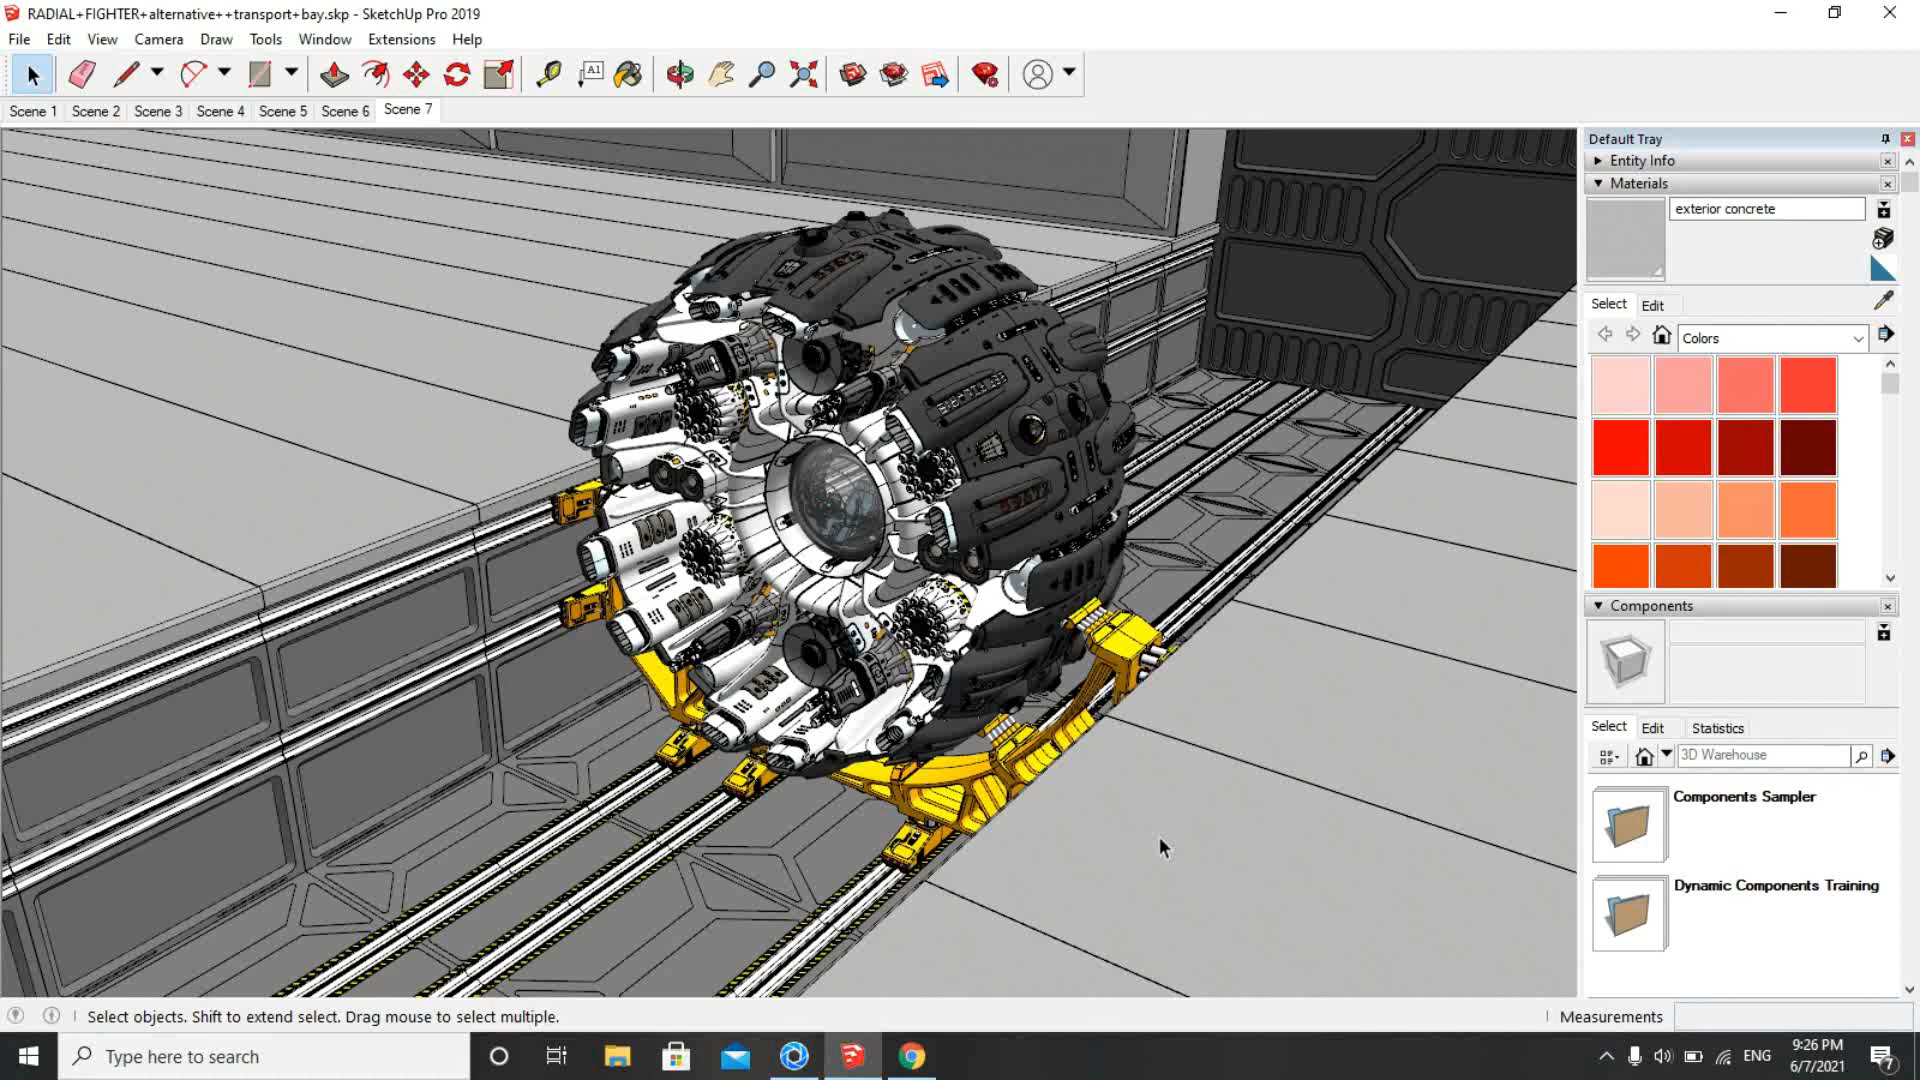 RADIAL+FIGHTER+alternative++transport+bay.skp - SketchUp Pro 2019
File Edit View Camera Draw Tools Window Extensions Help
A1
Scene 1 Scene 2 Scene 3 Scene 4 Scene 5 Scene 6 Scene 7
Default Tray
Entity Info
Materials
exterior concrete
Select Edit
Colors
Components
Select Edit Statistics
3D Warehouse
Components Sampler
Dynamic Components Training
Select objects. Shift to extend select. Drag mouse to select multiple.
Measurements
Type here to search
ENG
9:26 PM
6/7/2021
7